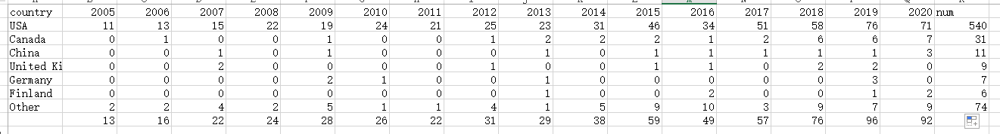 country 2005 2006 2007 2008 2009 2010 2011 2012 2013 2014 2015 2016 2017 2018 2019 2020 num
USA 11 13 15 22 19 24 21 25 23 31 46 34 51 58 76 71 540
Canada 0 1 0 0 1 0 0 1 2 2 2 1 2 6 6 7 31
China 0 0 1 0 1 0 0 0 1 0 1 1 1 1 1 3 11
United Ki 0 0 2 0 0 0 0 1 0 0 1 1 0 2 2 0 9
Germany 0 0 0 0 2 1 0 0 1 0 0 0 0 0 3 0 7
Finland 0 0 0 0 0 0 0 0 1 0 0 2 0 0 1 2 6
Other 2 2 4 2 5 1 1 4 1 5 9 10 3 9 7 9 74
13 16 22 24 28 26 22 31 29 38 59 49 57 76 96 92